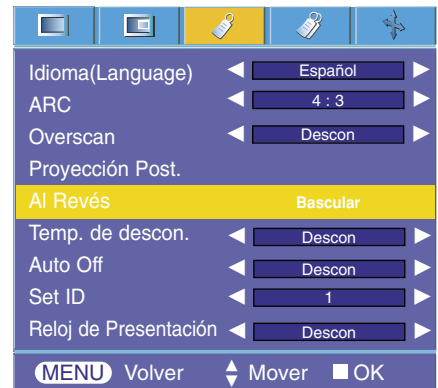 Idioma(Language) Español
ARC 4 : 3
Overscan Descon
Proyección Post.
Al Revés Bascular
Temp. de descon. Descon
Auto Off Descon
Set ID 1
Reloj de Presentación Descon
MENU Volver Mover OK